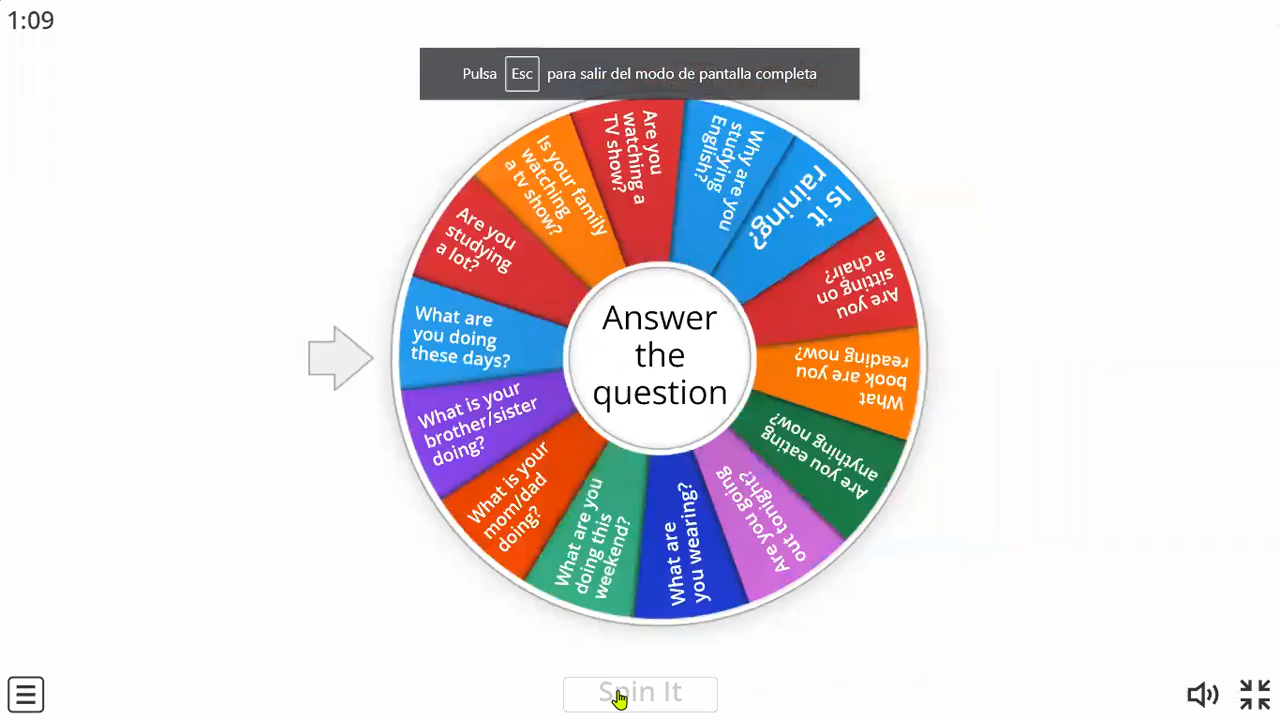 1:09
Pulsa Esc para salir del modo de pantalla completa
Are you
watching a
TV show?
Why are you
studying
English?
Is it
raining?
Are you
sitting on
a chair?
What
book are you
reading now?
Are you eating
anything now?
Are you going
out tonight?
What are
you wearing?
What are you
doing this
weekend?
What is your
mom/dad
doing?
What is your
brother/sister
doing?
What are
you doing
these days?
Are you
studying
a lot?
Is your family
watching
a tv show?
Answer
the
question
Spin It